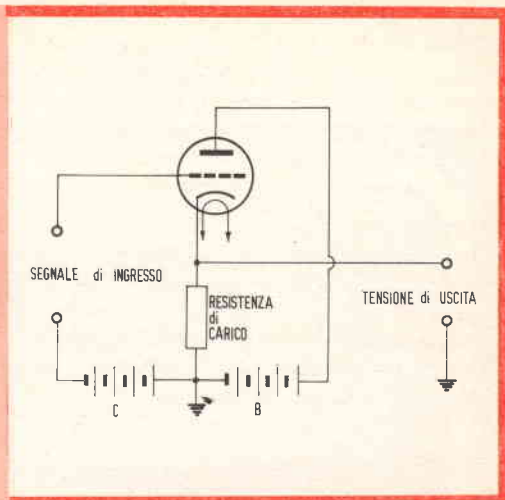 SEGNALE di INGRESSO
RESISTENZA
di
CARICO
TENSIONE di USCITA
C
B